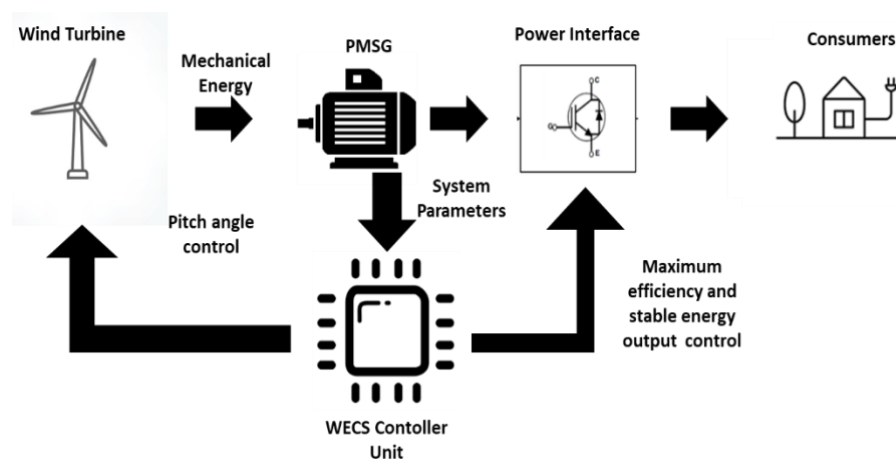 Wind Turbine
PMSG
Power Interface
Consumers
Mechanical
Energy
C
G
E
System
Parameters
Pitch angle
control
Maximum
efficiency and
stable energy
output control
WECS Contoller
Unit